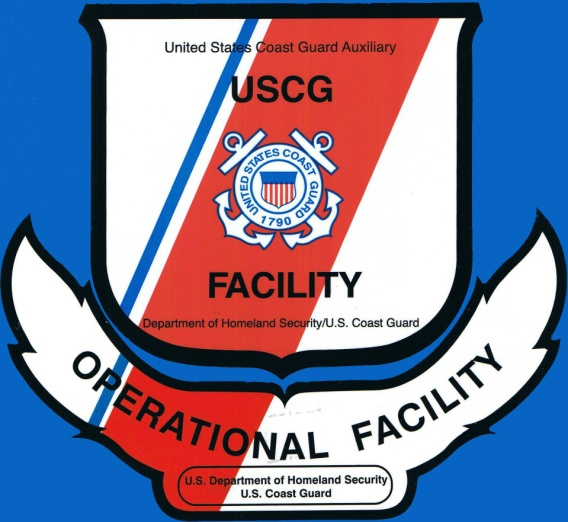 United States Coast Guard Auxiliary
USCG
UNITED STATES COAST GUARD
1790
FACILITY
Department of Homeland Security/U.S. Coast Guard
OPERATIONAL FACILITY
U.S. Department of Homeland Security
U.S. Coast Guard